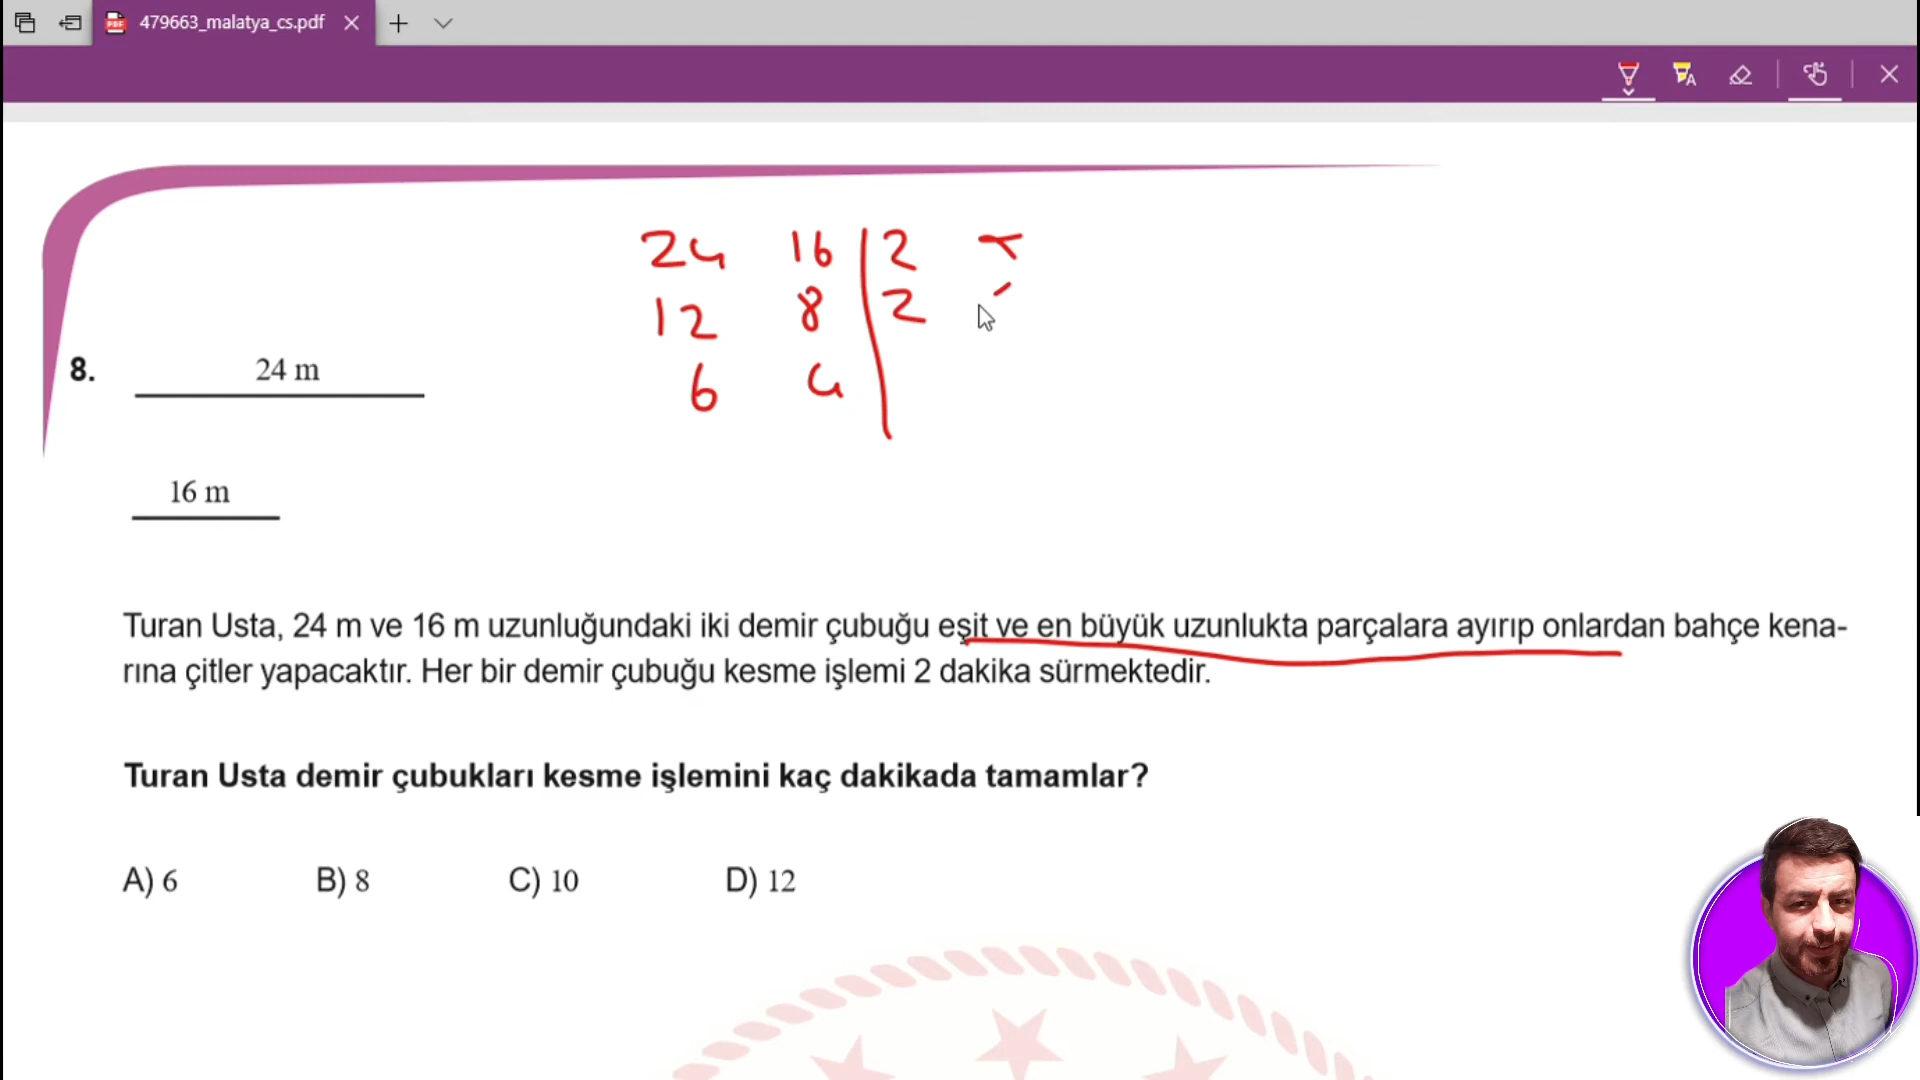 479663_malatya_cs.pdf
24 16 2
12 8 2
6 4
8.
24 m
16 m
Turan Usta, 24 m ve 16 m uzunluğundaki iki demir çubuğu eşit ve en büyük uzunlukta parçalara ayırıp onlardan bahçe kena-
rına çitler yapacaktır. Her bir demir çubuğu kesme işlemi 2 dakika sürmektedir.
Turan Usta demir çubukları kesme işlemini kaç dakikada tamamlar?
A) 6 B) 8 C) 10 D) 12